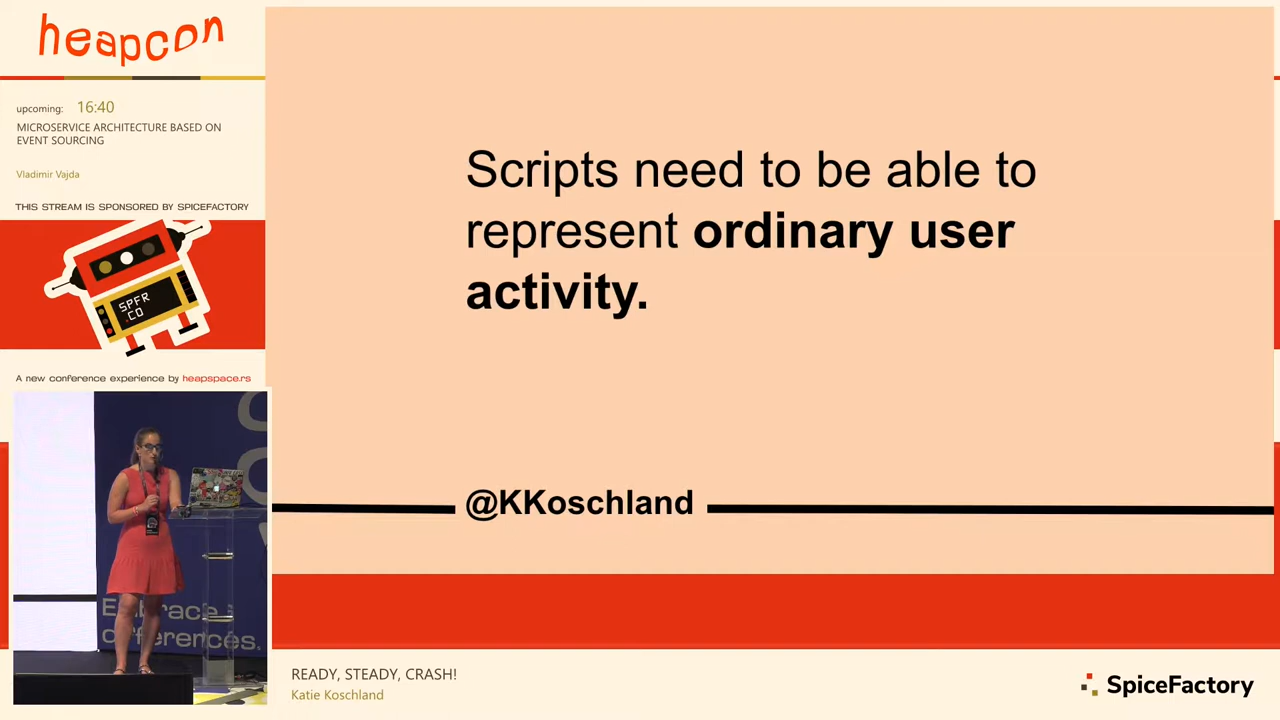 heapcon
upcoming: 16:40
MICROSERVICE ARCHITECTURE BASED ON
EVENT SOURCING
Vladimir Vajda
THIS STREAM IS SPONSORED BY SPICEFACTORY
SPFR
.CO
A new conference experience by heapspace.rs
Scripts need to be able to
represent ordinary user
activity.
@KKoschland
Embrace
differences.
READY, STEADY, CRASH!
Katie Koschland
SpiceFactory